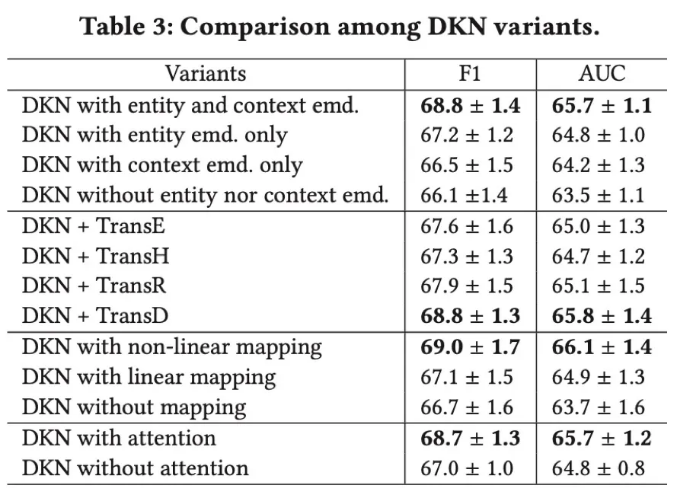 Table 3: Comparison among DKN variants.
Variants F1 AUC
DKN with entity and context emd. 68.8 ± 1.4 65.7 ± 1.1
DKN with entity emd. only 67.2 ± 1.2 64.8 ± 1.0
DKN with context emd. only 66.5 ± 1.5 64.2 ± 1.3
DKN without entity nor context emd. 66.1 ±1.4 63.5 ± 1.1
DKN + TransE 67.6 ± 1.6 65.0 ± 1.3
DKN + TransH 67.3 ± 1.3 64.7 ± 1.2
DKN + TransR 67.9 ± 1.5 65.1 ± 1.5
DKN + TransD 68.8 ± 1.3 65.8 ± 1.4
DKN with non-linear mapping 69.0 ± 1.7 66.1 ± 1.4
DKN with linear mapping 67.1 ± 1.5 64.9 ± 1.3
DKN without mapping 66.7 ± 1.6 63.7 ± 1.6
DKN with attention 68.7 ± 1.3 65.7 ± 1.2
DKN without attention 67.0 ± 1.0 64.8 ± 0.8